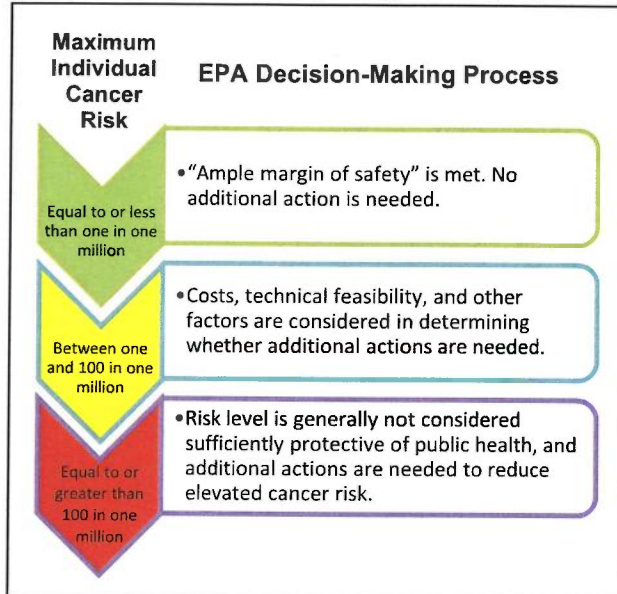 Maximum
Individual
Cancer
Risk
EPA Decision-Making Process
Equal to or less
than one in one
million
•“Ample margin of safety” is met. No
additional action is needed.
Between one
and 100 in one
million
•Costs, technical feasibility, and other
factors are considered in determining
whether additional actions are needed.
Equal to or
greater than
100 in one
million
•Risk level is generally not considered
sufficiently protective of public health, and
additional actions are needed to reduce
elevated cancer risk.